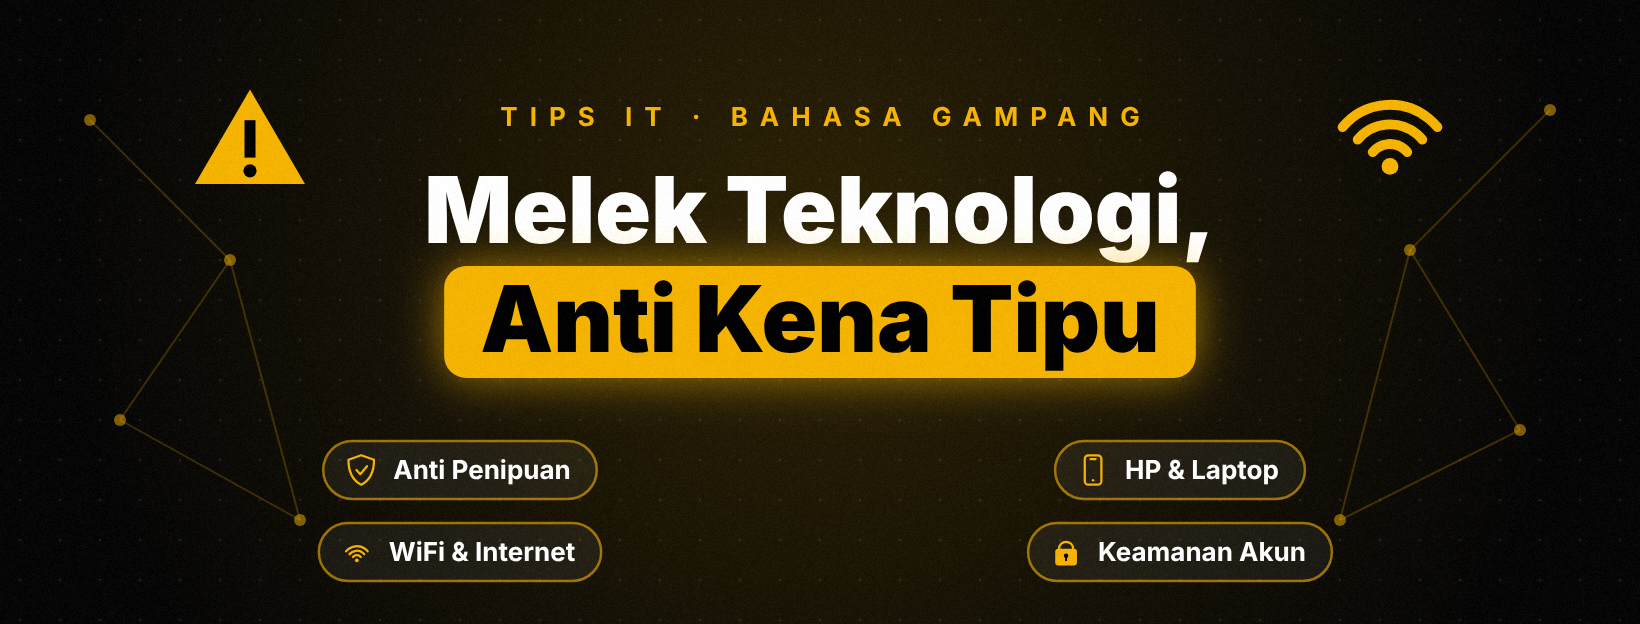 TIPS IT · BAHASA GAMPANG
Melek Teknologi,
Anti Kena Tipu
Anti Penipuan
HP & Laptop
WiFi & Internet
Keamanan Akun